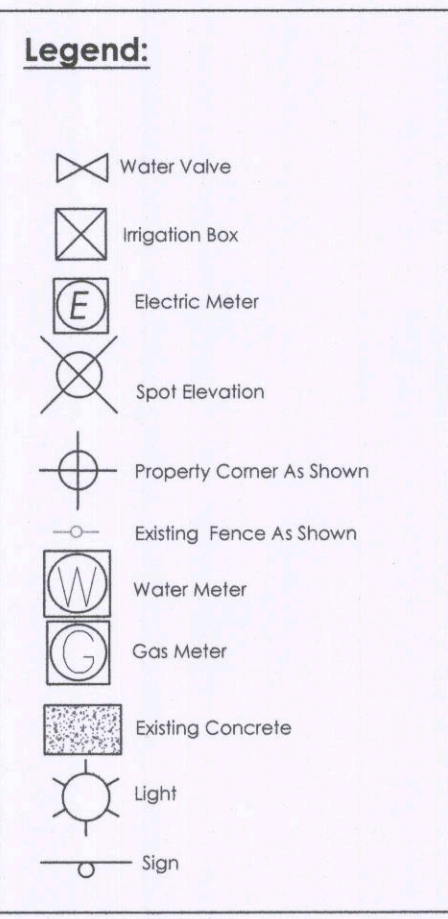 Legend:
Water Valve
Irrigation Box
E Electric Meter
Spot Elevation
Property Corner As Shown
Existing Fence As Shown
W Water Meter
G Gas Meter
Existing Concrete
Light
Sign